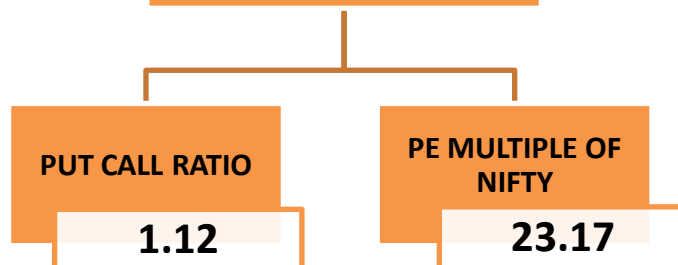 PUT CALL RATIO
1.12
PE MULTIPLE OF
NIFTY
23.17